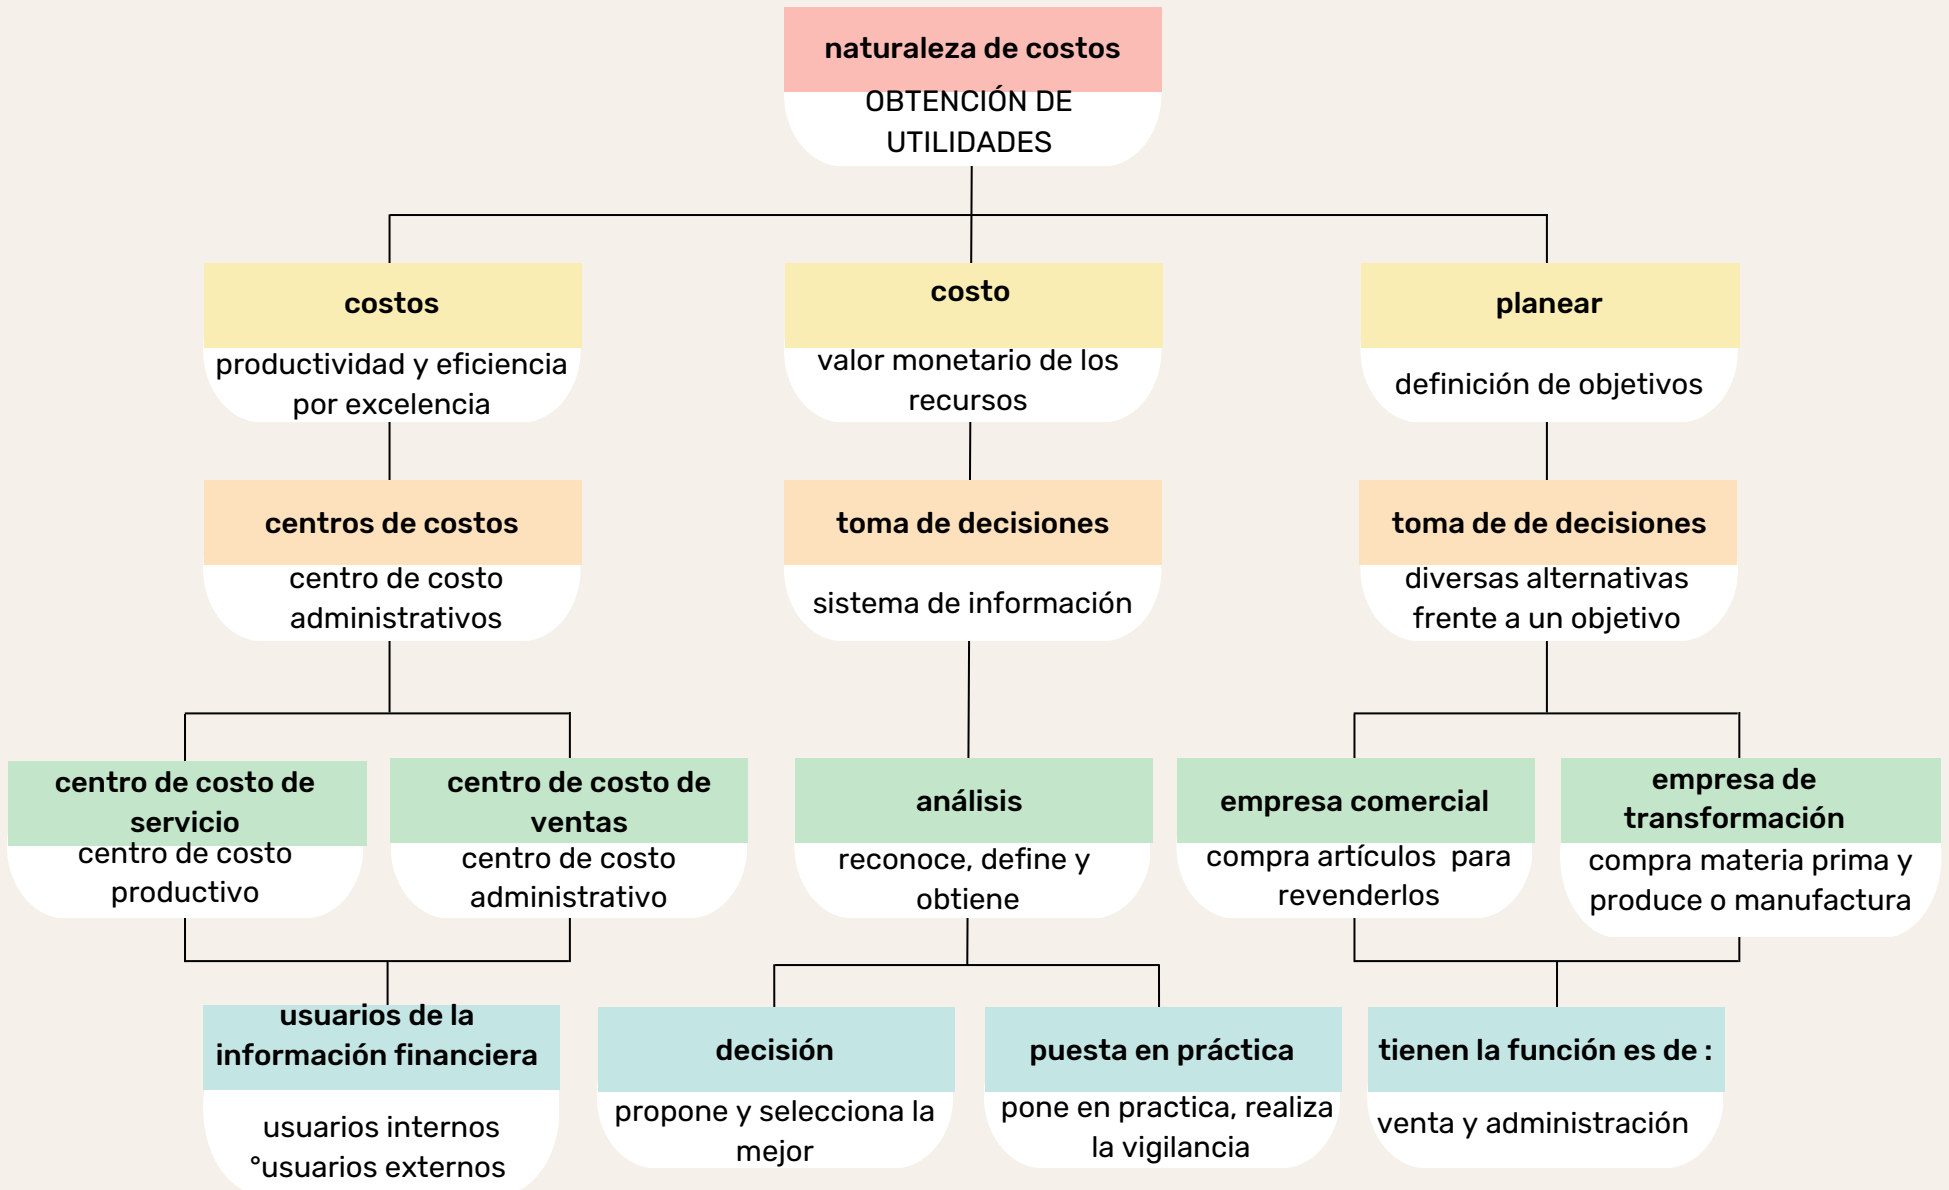 naturaleza de costos
OBTENCIÓN DE
UTILIDADES
costos
productividad y eficiencia
por excelencia
costo
valor monetario de los
recursos
planear
definición de objetivos
centros de costos
centro de costo
administrativos
toma de decisiones
sistema de información
toma de de decisiones
diversas alternativas
frente a un objetivo
centro de costo de
servicio
centro de costo
productivo
centro de costo de
ventas
centro de costo
administrativo
análisis
reconoce, define y
obtiene
empresa comercial
compra artículos para
revenderlos
empresa de
transformación
compra materia prima y
produce o manufactura
usuarios de la
información financiera
usuarios internos
°usuarios externos
decisión
propone y selecciona la
mejor
puesta en práctica
pone en practica, realiza
la vigilancia
tienen la función es de :
venta y administración